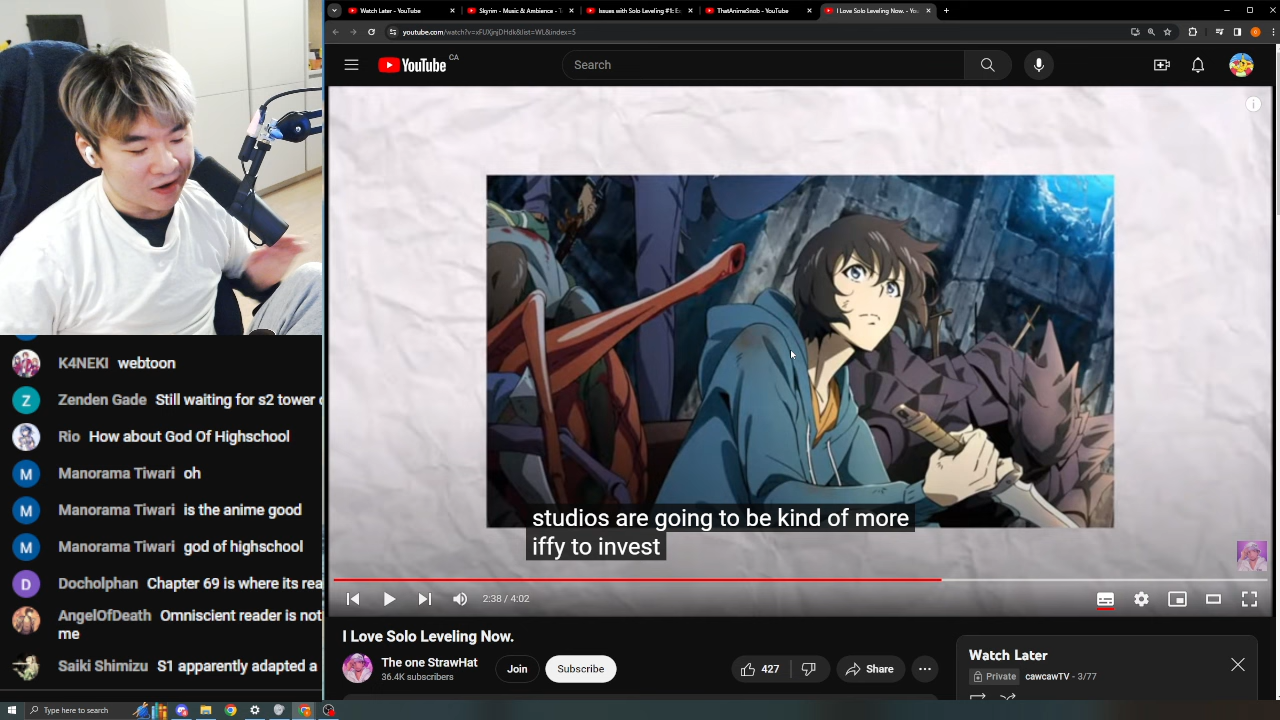 Watch Later - YouTube
Skyrim - Music & Ambience - T
Issues with Solo Leveling #1: E
ThatAnimeSnob - YouTube
I Love Solo Leveling Now. - You
youtube.com/watch?v=xFUXjnjDHdk&list=WL&index=5
YouTube CA
Search
studios are going to be kind of more
iffy to invest
2:38 / 4:02
I Love Solo Leveling Now.
The one StrawHat
36.4K subscribers
Join
Subscribe
427
Share
Watch Later
Private
cawcawTV - 3/77
K4NEKI webtoon
Zenden Gade Still waiting for s2 tower
Rio How about God Of Highschool
Manorama Tiwari oh
Manorama Tiwari is the anime good
Manorama Tiwari god of highschool
Docholphan Chapter 69 is where its rea
AngelOfDeath Omniscient reader is not
me
Saiki Shimizu S1 apparently adapted a
Type here to search